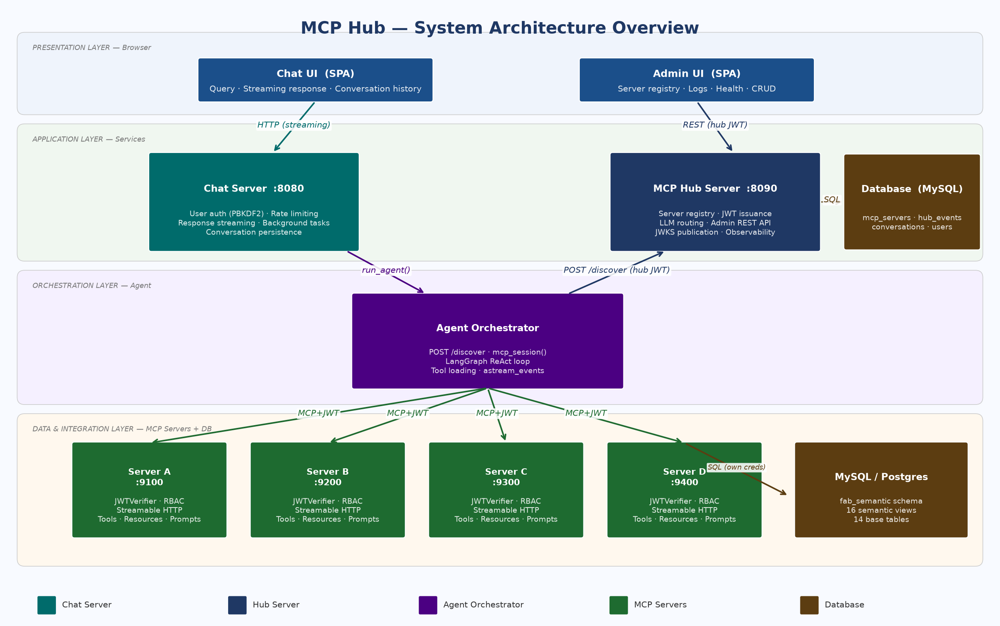 MCP Hub — System Architecture Overview
PRESENTATION LAYER — Browser
Chat UI  (SPA)
Query · Streaming response · Conversation history
Admin UI  (SPA)
Server registry · Logs · Health · CRUD
HTTP (streaming)
REST (hub JWT)
APPLICATION LAYER — Services
Chat Server  :8080
User auth (PBKDF2) · Rate limiting
Response streaming · Background tasks
Conversation persistence
MCP Hub Server  :8090
Server registry · JWT issuance
LLM routing · Admin REST API
JWKS publication · Observability
SQL
Database  (MySQL)
mcp_servers · hub_events
conversations · users
run_agent()
POST /discover (hub JWT)
ORCHESTRATION LAYER — Agent
Agent Orchestrator
POST /discover · mcp_session()
LangGraph ReAct loop
Tool loading · astream_events
MCP+JWT
MCP+JWT
MCP+JWT
MCP+JWT
DATA & INTEGRATION LAYER — MCP Servers + DB
Server A
:9100
JWTVerifier · RBAC
Streamable HTTP
Tools · Resources · Prompts
Server B
:9200
JWTVerifier · RBAC
Streamable HTTP
Tools · Resources · Prompts
Server C
:9300
JWTVerifier · RBAC
Streamable HTTP
Tools · Resources · Prompts
Server D
:9400
JWTVerifier · RBAC
Streamable HTTP
Tools · Resources · Prompts
SQL (own creds)
MySQL / Postgres
fab_semantic schema
16 semantic views
14 base tables
Chat Server
Hub Server
Agent Orchestrator
MCP Servers
Database